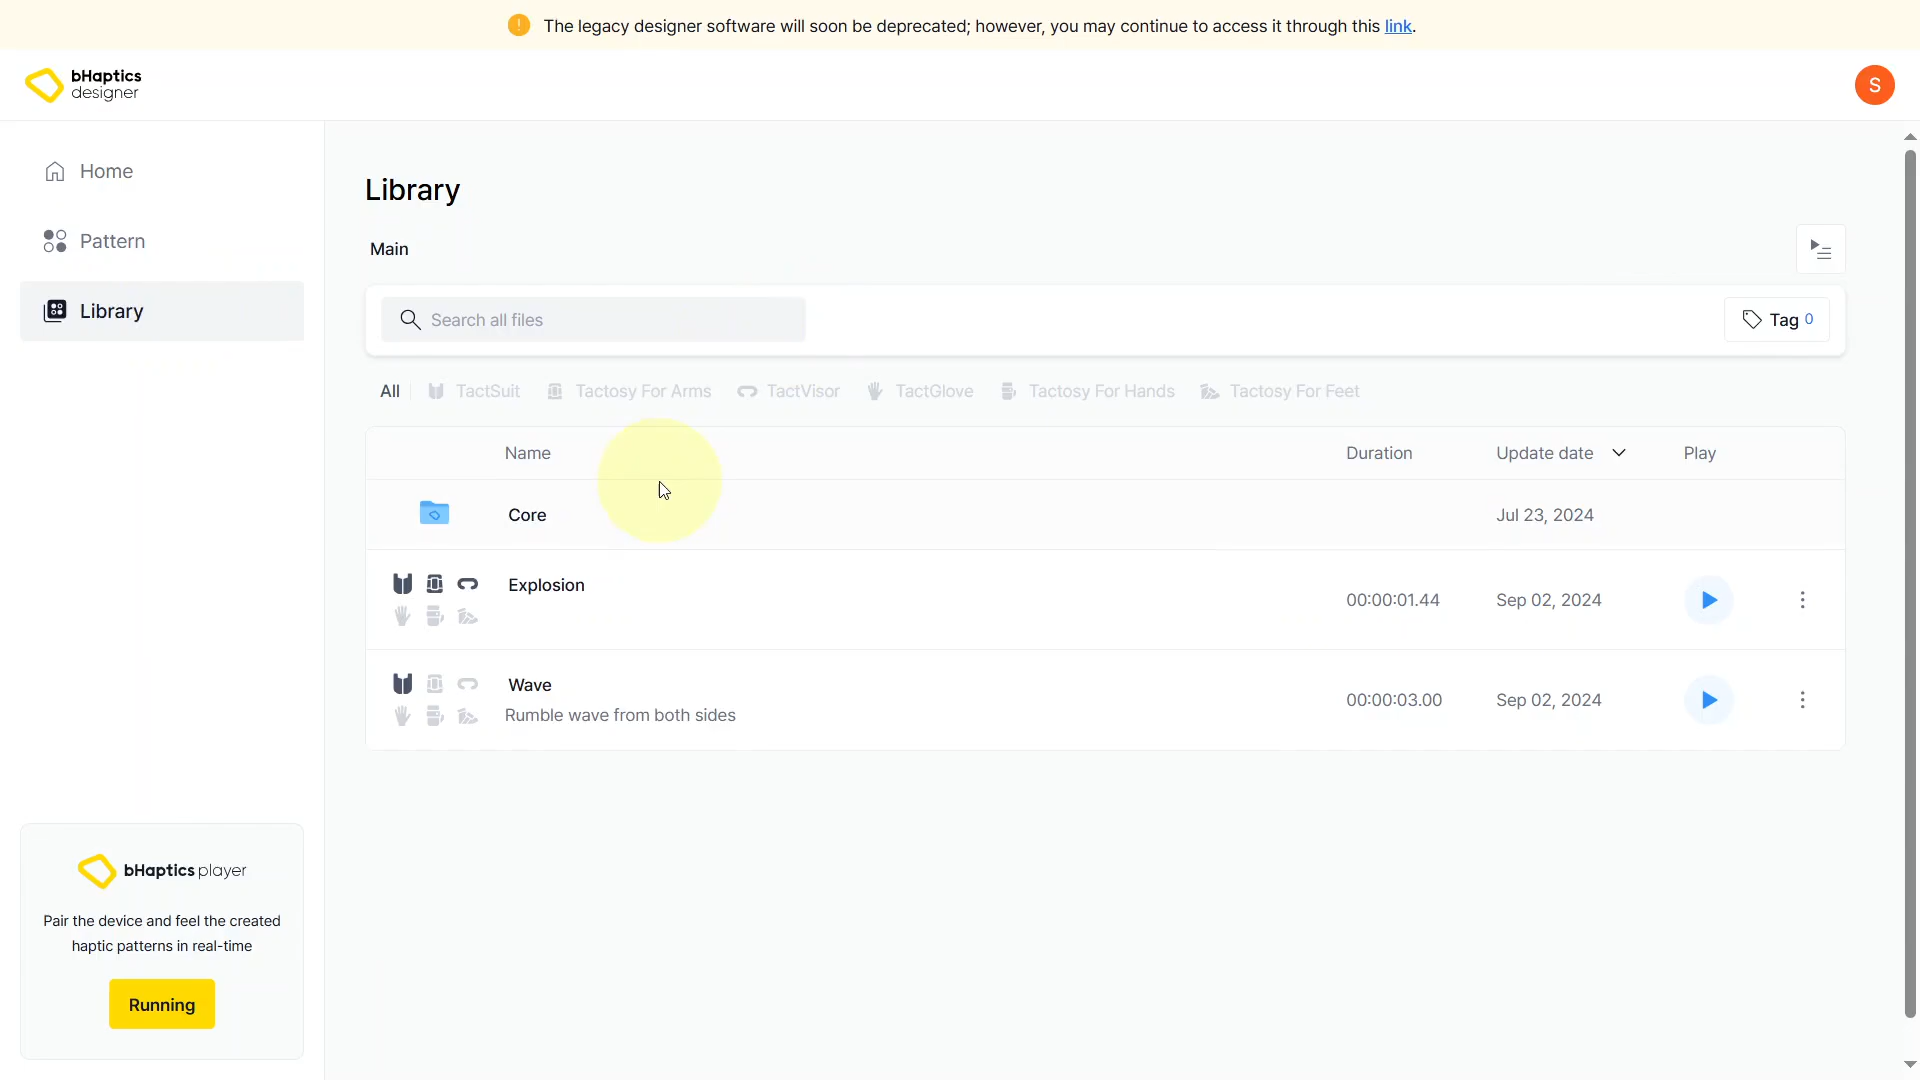 ! The legacy designer software will soon be deprecated; however, you may continue to access it through this link.
bHaptics
designer
S
Home
Pattern
Library
Library
Main
Search all files
Tag 0
All TactSuit Tactosy For Arms TactVisor TactGlove Tactosy For Hands Tactosy For Feet
Name Duration Update date Play
Core Jul 23, 2024
Explosion 00:00:01.44 Sep 02, 2024
Wave 00:00:03.00 Sep 02, 2024
Rumble wave from both sides
bHaptics player
Pair the device and feel the created
haptic patterns in real-time
Running